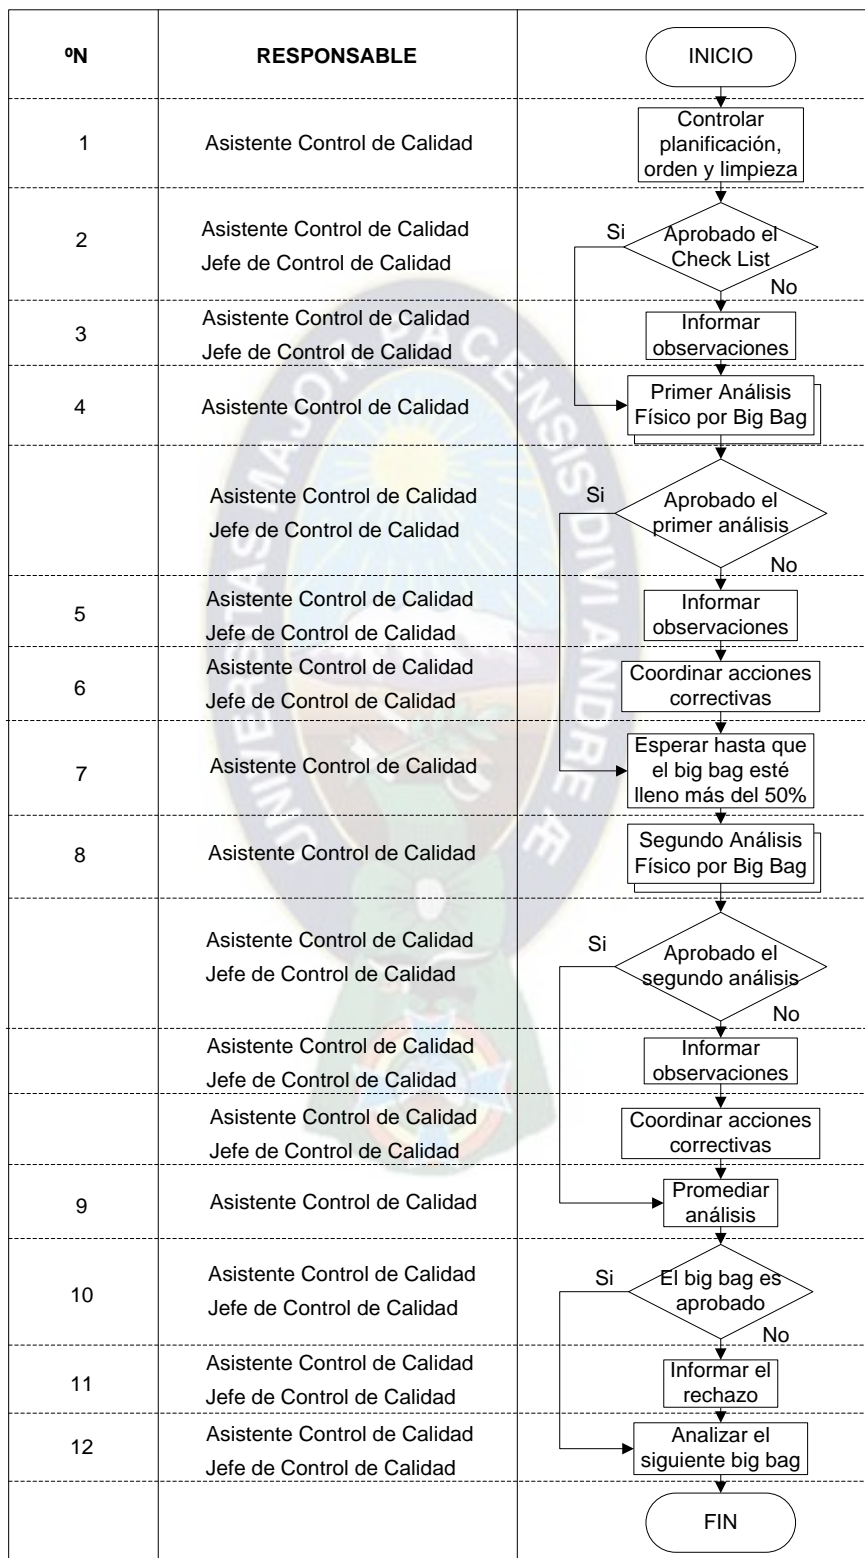 ºN RESPONSABLE INICIO
1 Asistente Control de Calidad
Controlar
planificación,
orden y limpieza
2
Asistente Control de Calidad
Jefe de Control de Calidad
Si
Aprobado el
Check List
No
3
Asistente Control de Calidad
Jefe de Control de Calidad
Informar
observaciones
4 Asistente Control de Calidad
Primer Análisis
Físico por Big Bag
Asistente Control de Calidad
Jefe de Control de Calidad
Si
Aprobado el
primer análisis
No
5
Asistente Control de Calidad
Jefe de Control de Calidad
Informar
observaciones
6
Asistente Control de Calidad
Jefe de Control de Calidad
Coordinar acciones
correctivas
7 Asistente Control de Calidad
Esperar hasta que
el big bag esté
lleno más del 50%
8 Asistente Control de Calidad
Segundo Análisis
Físico por Big Bag
Asistente Control de Calidad
Jefe de Control de Calidad
Si
Aprobado el
segundo análisis
No
Asistente Control de Calidad
Jefe de Control de Calidad
Informar
observaciones
Asistente Control de Calidad
Jefe de Control de Calidad
Coordinar acciones
correctivas
9 Asistente Control de Calidad
Promediar
análisis
10
Asistente Control de Calidad
Jefe de Control de Calidad
Si
El big bag es
aprobado
No
11
Asistente Control de Calidad
Jefe de Control de Calidad
Informar el
rechazo
12
Asistente Control de Calidad
Jefe de Control de Calidad
Analizar el
siguiente big bag
FIN
UNIVERSITAS MAJOR PACENSIS DIVI ANDREÆ